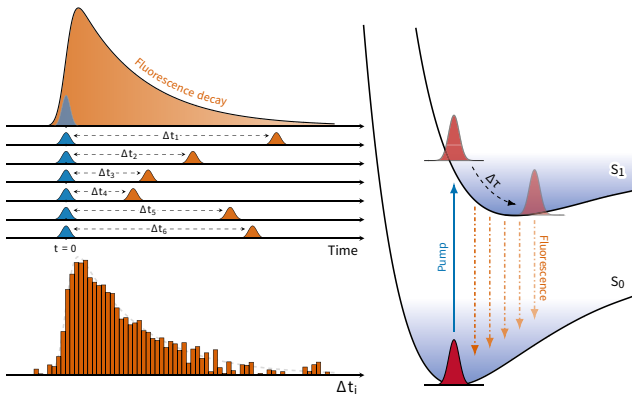 Fluorescence decay
Δt₁
Δt₂
Δt₃
Δt₄
Δt₅
Δt₆
t = 0
Time
Δtᵢ
S₁
Δτ
Pump
Fluorescence
S₀